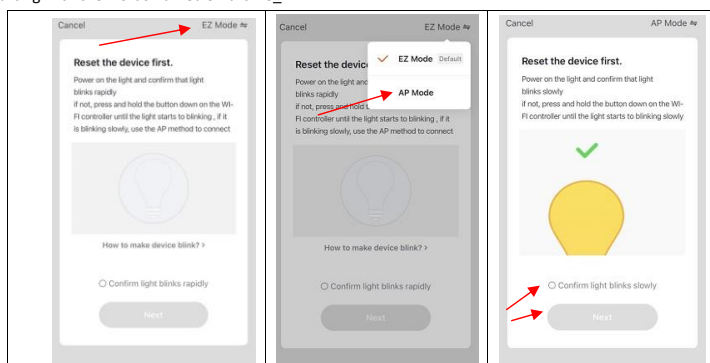 Cancel
EZ Mode ⇋
Reset the device first.
Power on the light and confirm that light
blinks rapidly
if not, press and hold the button down on the WI-
FI controller until the light starts to blinking , if it
is blinking slowly, use the AP method to connect
How to make device blink? >
Confirm light blinks rapidly
Next
Cancel
EZ Mode ⇋
EZ Mode Default
AP Mode
Reset the devic
Power on the light and
blinks rapidly
if not, press and hold
FI controller until the light starts to blinking , if it
is blinking slowly, use the AP method to connect
How to make device blink? >
Confirm light blinks rapidly
Next
Cancel
AP Mode ⇋
Reset the device first.
Power on the light and confirm that light
blinks slowly
if not, press and hold the button down on the WI-
FI controller until the light starts to blinking slowly
Confirm light blinks slowly
Next